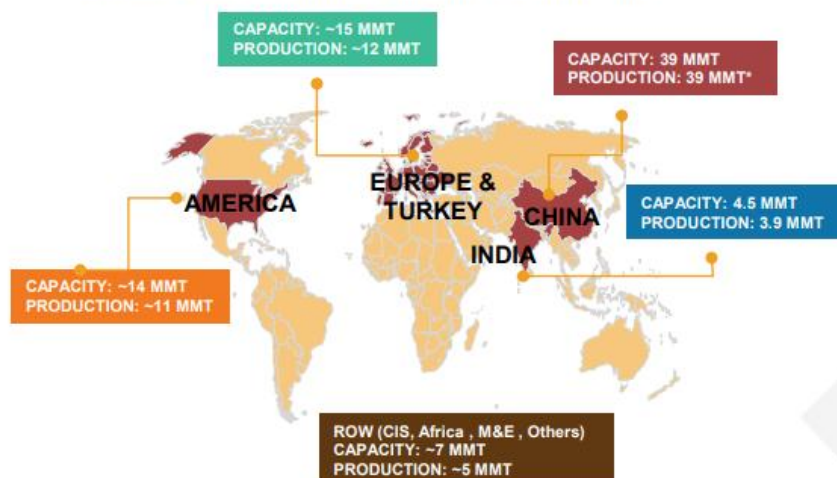 CAPACITY: ~15 MMT
PRODUCTION: ~12 MMT
CAPACITY: 39 MMT
PRODUCTION: 39 MMT*
AMERICA
EUROPE &
TURKEY
CHINA
INDIA
CAPACITY: 4.5 MMT
PRODUCTION: 3.9 MMT
CAPACITY: ~14 MMT
PRODUCTION: ~11 MMT
ROW (CIS, Africa , M&E , Others)
CAPACITY: ~7 MMT
PRODUCTION: ~5 MMT